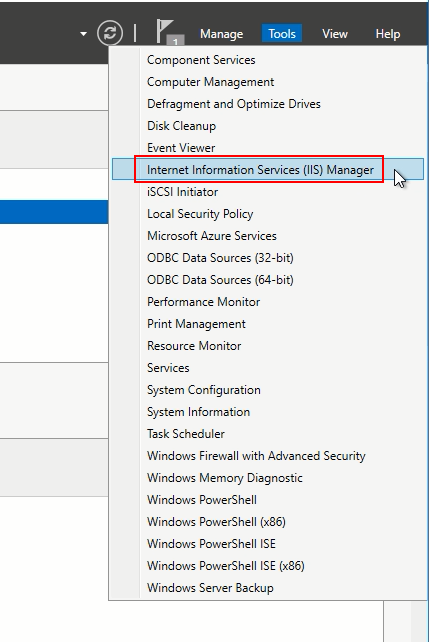 Manage Tools View Help
1
Component Services
Computer Management
Defragment and Optimize Drives
Disk Cleanup
Event Viewer
Internet Information Services (IIS) Manager
iSCSI Initiator
Local Security Policy
Microsoft Azure Services
ODBC Data Sources (32-bit)
ODBC Data Sources (64-bit)
Performance Monitor
Print Management
Resource Monitor
Services
System Configuration
System Information
Task Scheduler
Windows Firewall with Advanced Security
Windows Memory Diagnostic
Windows PowerShell
Windows PowerShell (x86)
Windows PowerShell ISE
Windows PowerShell ISE (x86)
Windows Server Backup